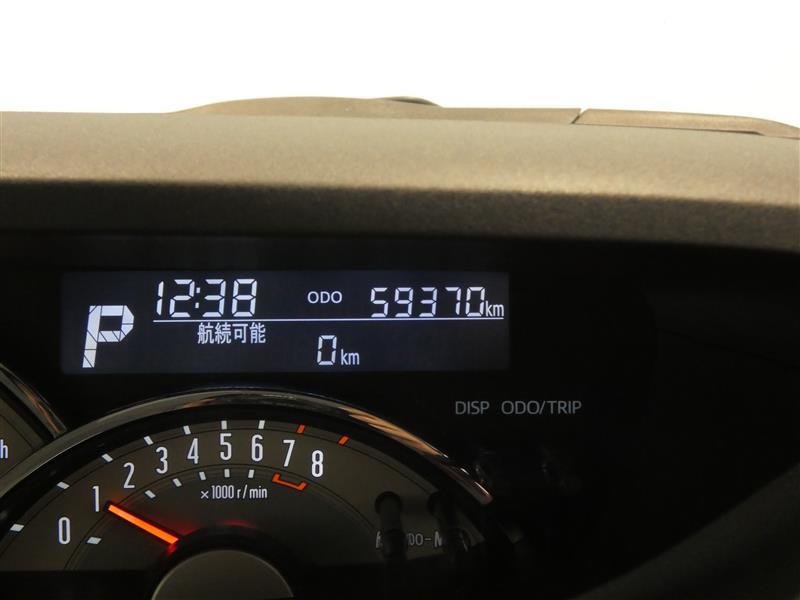 P 12:38 ODO 59370km
航続可能
0km
DISP ODO/TRIP
h
0 1 2 3 4 5 6 7 8
×1000 r/min